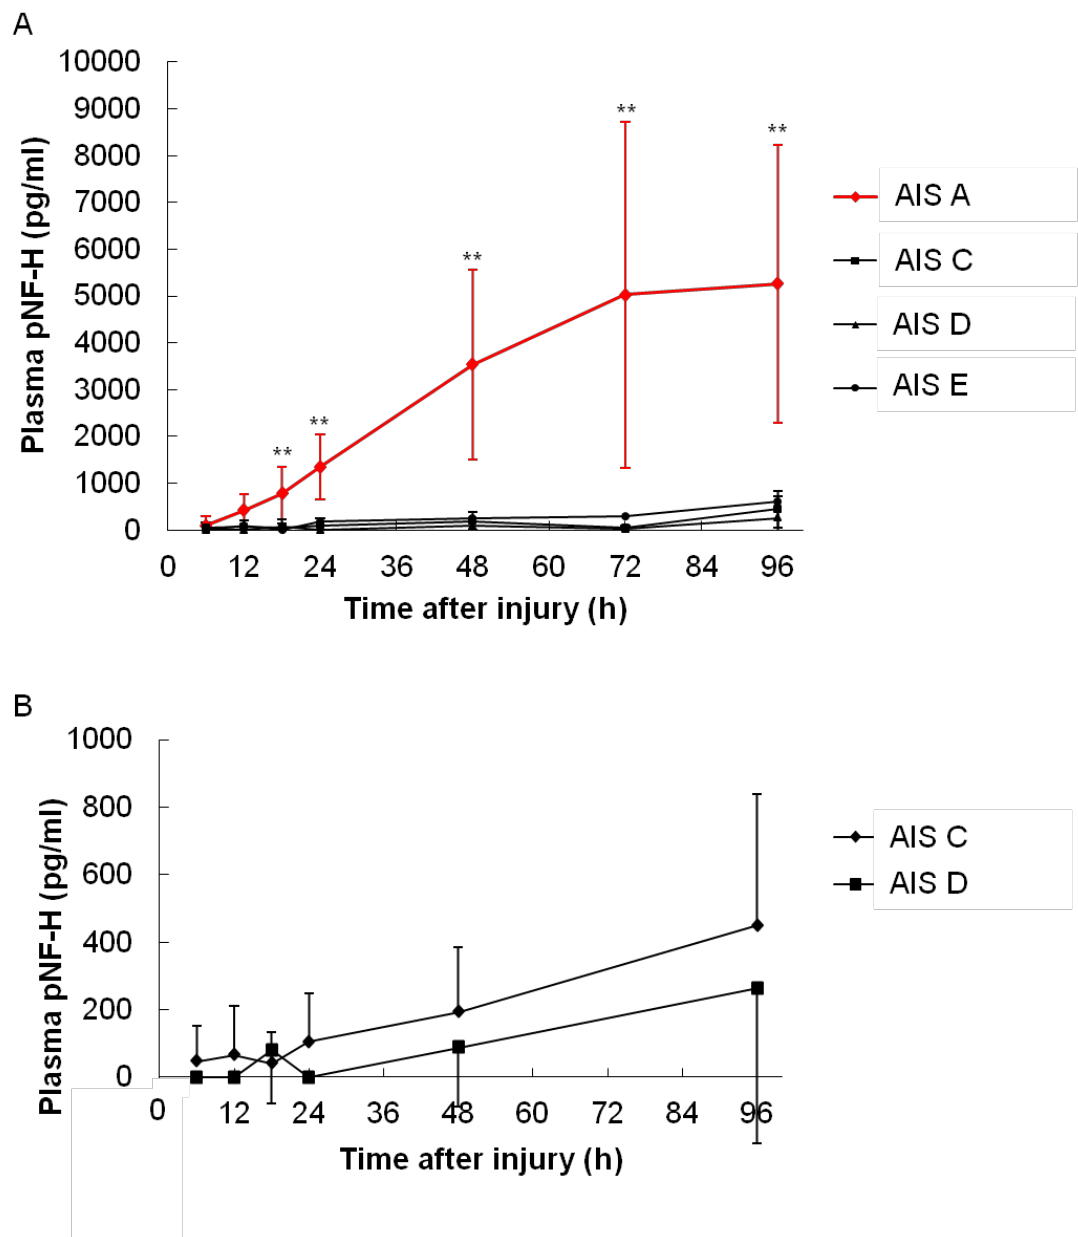 A
Plasma pNF-H (pg/ml)
10000
9000
8000
7000
6000
5000
4000
3000
2000
1000
0
**
**
**
**
**
0 12 24 36 48 60 72 84 96
Time after injury (h)
AIS A
AIS C
AIS D
AIS E
B
Plasma pNF-H (pg/ml)
1000
800
600
400
200
0
0 12 24 36 48 60 72 84 96
Time after injury (h)
AIS C
AIS D